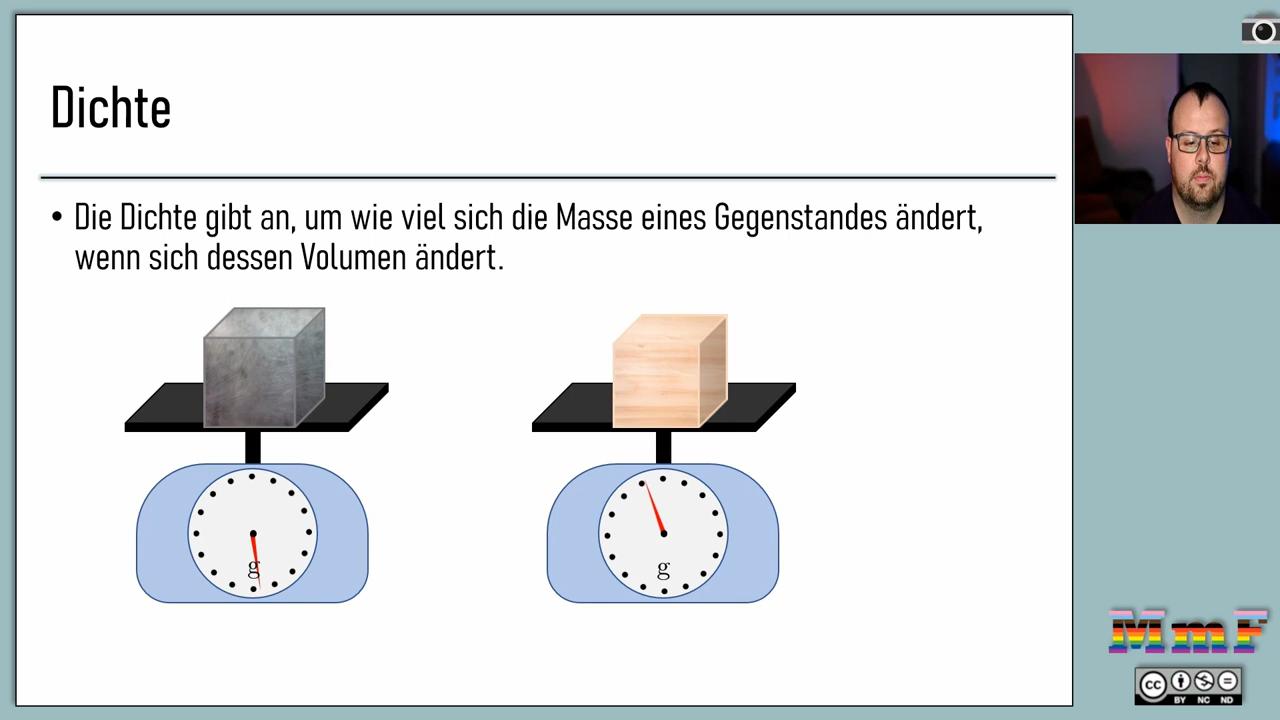 Dichte
• Die Dichte gibt an, um wie viel sich die Masse eines Gegenstandes ändert,
wenn sich dessen Volumen ändert.
g
g
MmF
cc
BY NC ND